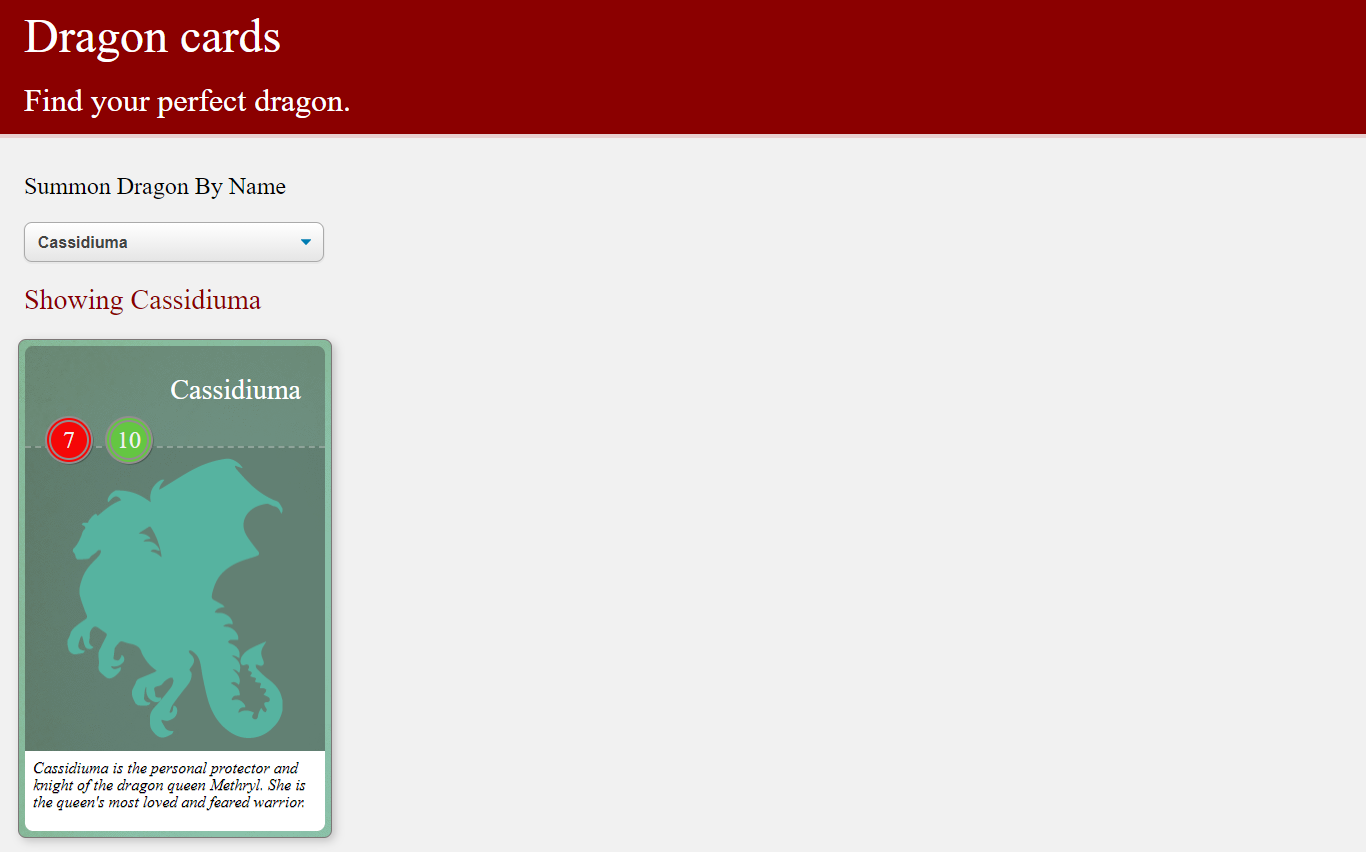 Dragon cards
Find your perfect dragon.
Summon Dragon By Name
Cassidiuma
Showing Cassidiuma
Cassidiuma
7 10
Cassidiuma is the personal protector and
knight of the dragon queen Methryl. She is
the queen's most loved and feared warrior.